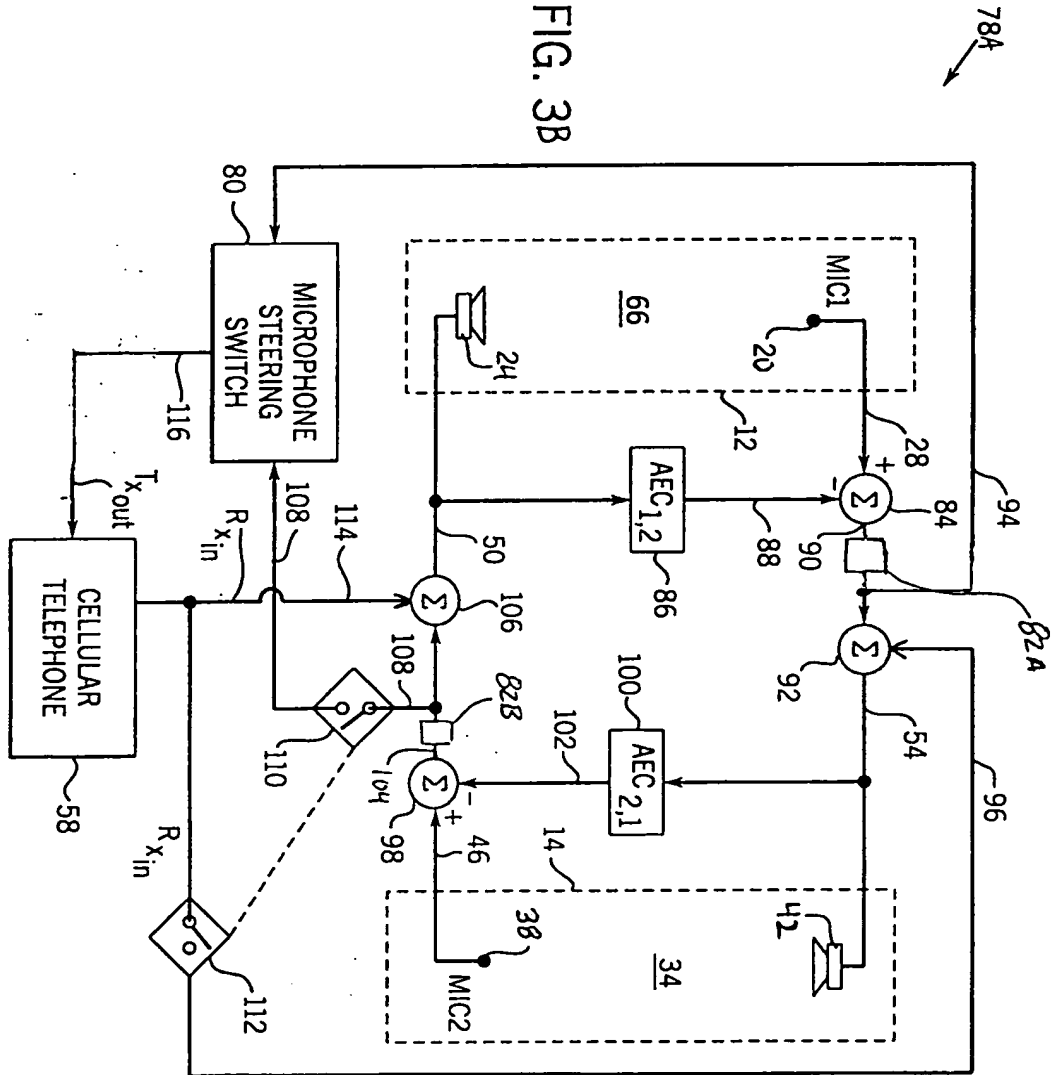 78A
94
82A
96
MIC1
20
28
+
-
84
90
92
54
42
66
12
88
AEC1,2
86
100
AEC2,1
102
34
24
50
106
108
82B
104
98
-
+
46
14
38
MIC2
80
MICROPHONE
STEERING
SWITCH
108
114
110
116
Txout
Rxin
Rxin
112
CELLULAR
TELEPHONE
58
FIG. 3B